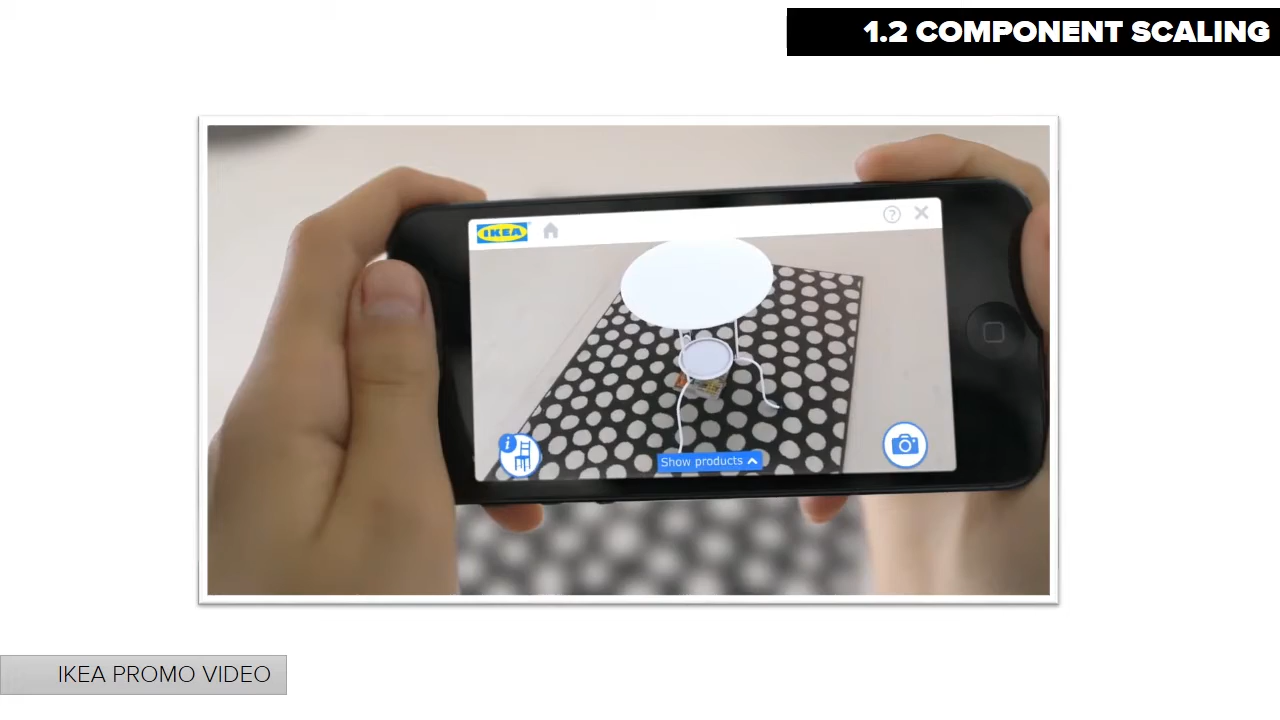 1.2 COMPONENT SCALING
IKEA
?
i
Show products
IKEA PROMO VIDEO